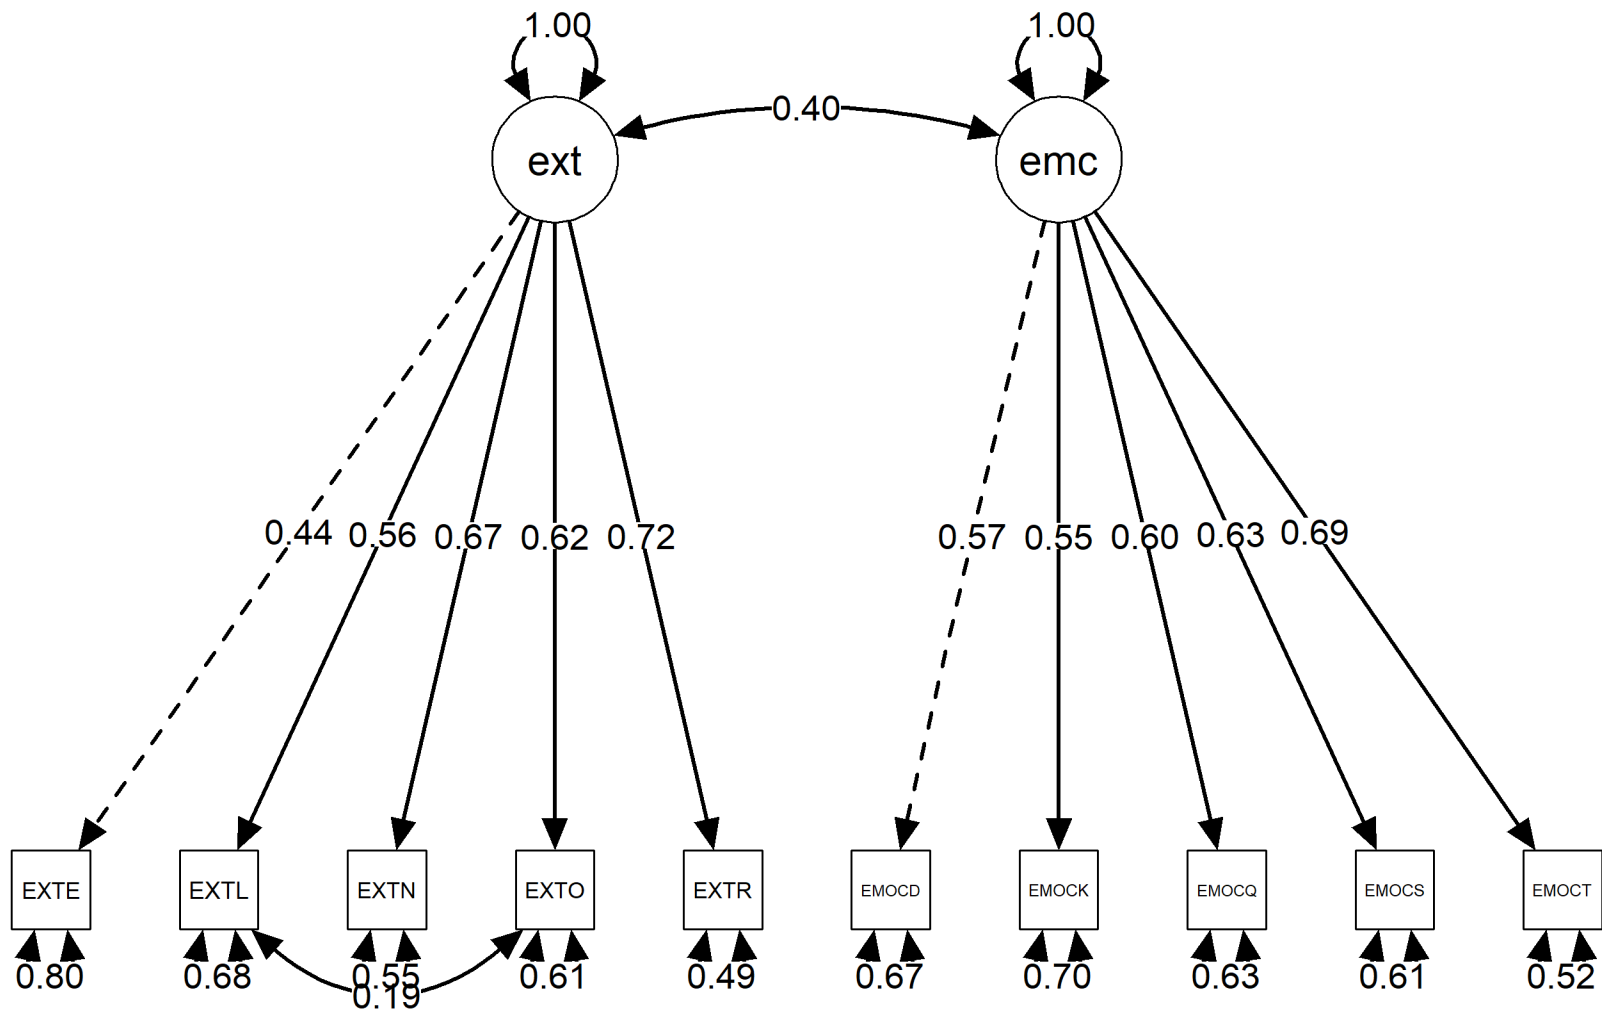 1.00 1.00
0.40
ext emc
0.44 0.56 0.67 0.62 0.72 0.57 0.55 0.60 0.63 0.69
EXTE EXTL EXTN EXTO EXTR EMOCD EMOCK EMOCQ EMOCS EMOCT
0.80 0.68 0.55 0.61 0.49 0.67 0.70 0.63 0.61 0.52
0.19